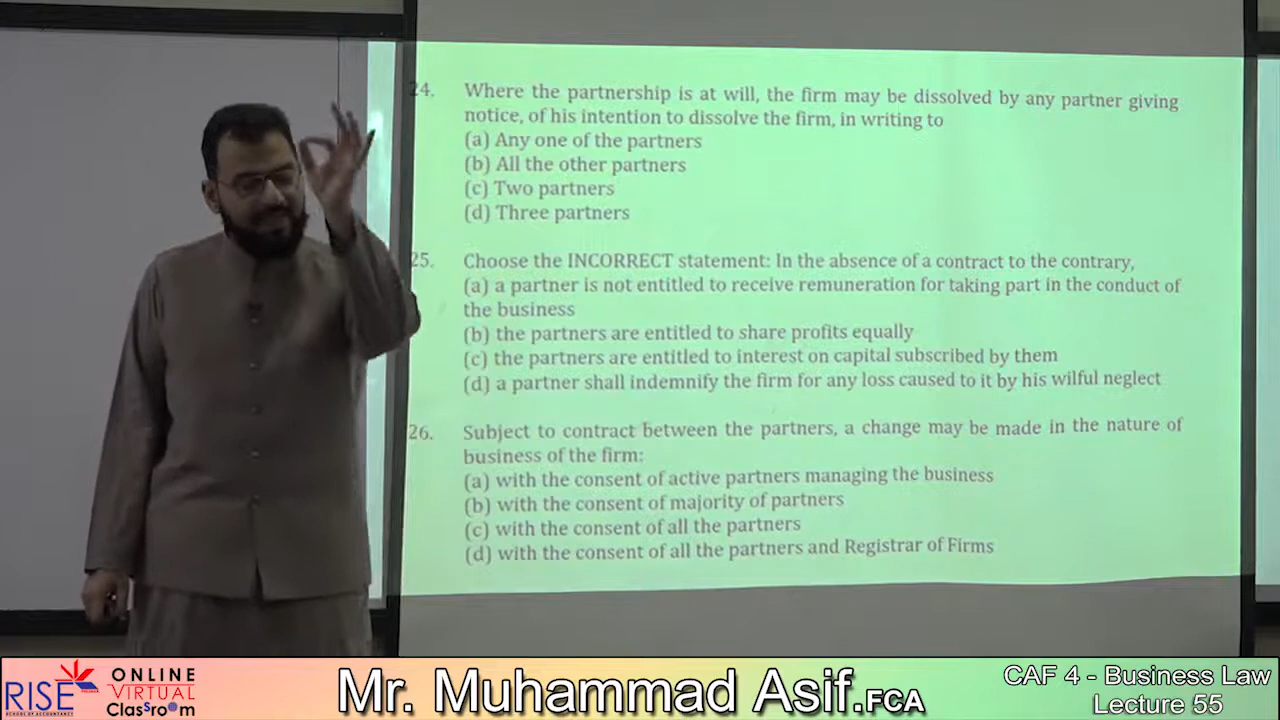 24. Where the partnership is at will, the firm may be dissolved by any partner giving
notice, of his intention to dissolve the firm, in writing to
(a) Any one of the partners
(b) All the other partners
(c) Two partners
(d) Three partners
25. Choose the INCORRECT statement: In the absence of a contract to the contrary,
(a) a partner is not entitled to receive remuneration for taking part in the conduct of
the business
(b) the partners are entitled to share profits equally
(c) the partners are entitled to interest on capital subscribed by them
(d) a partner shall indemnify the firm for any loss caused to it by his wilful neglect
26. Subject to contract between the partners, a change may be made in the nature of
business of the firm:
(a) with the consent of active partners managing the business
(b) with the consent of majority of partners
(c) with the consent of all the partners
(d) with the consent of all the partners and Registrar of Firms
RISE
SCHOOL OF ACCOUNTANCY
ONLINE
VIRTUAL
ClasSro@m
Mr. Muhammad Asif.FCA
CAF 4 - Business Law
Lecture 55